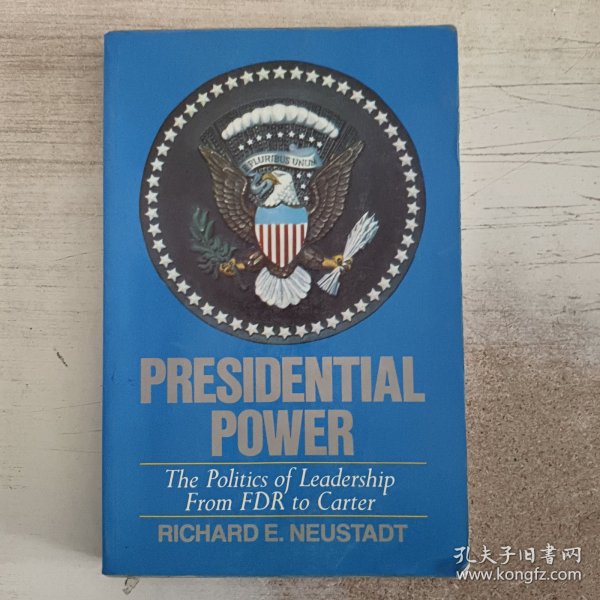 E PLURIBUS UNUM
PRESIDENTIAL
POWER
The Politics of Leadership
From FDR to Carter
RICHARD E. NEUSTADT
孔夫子旧书网
www.kongfz.com